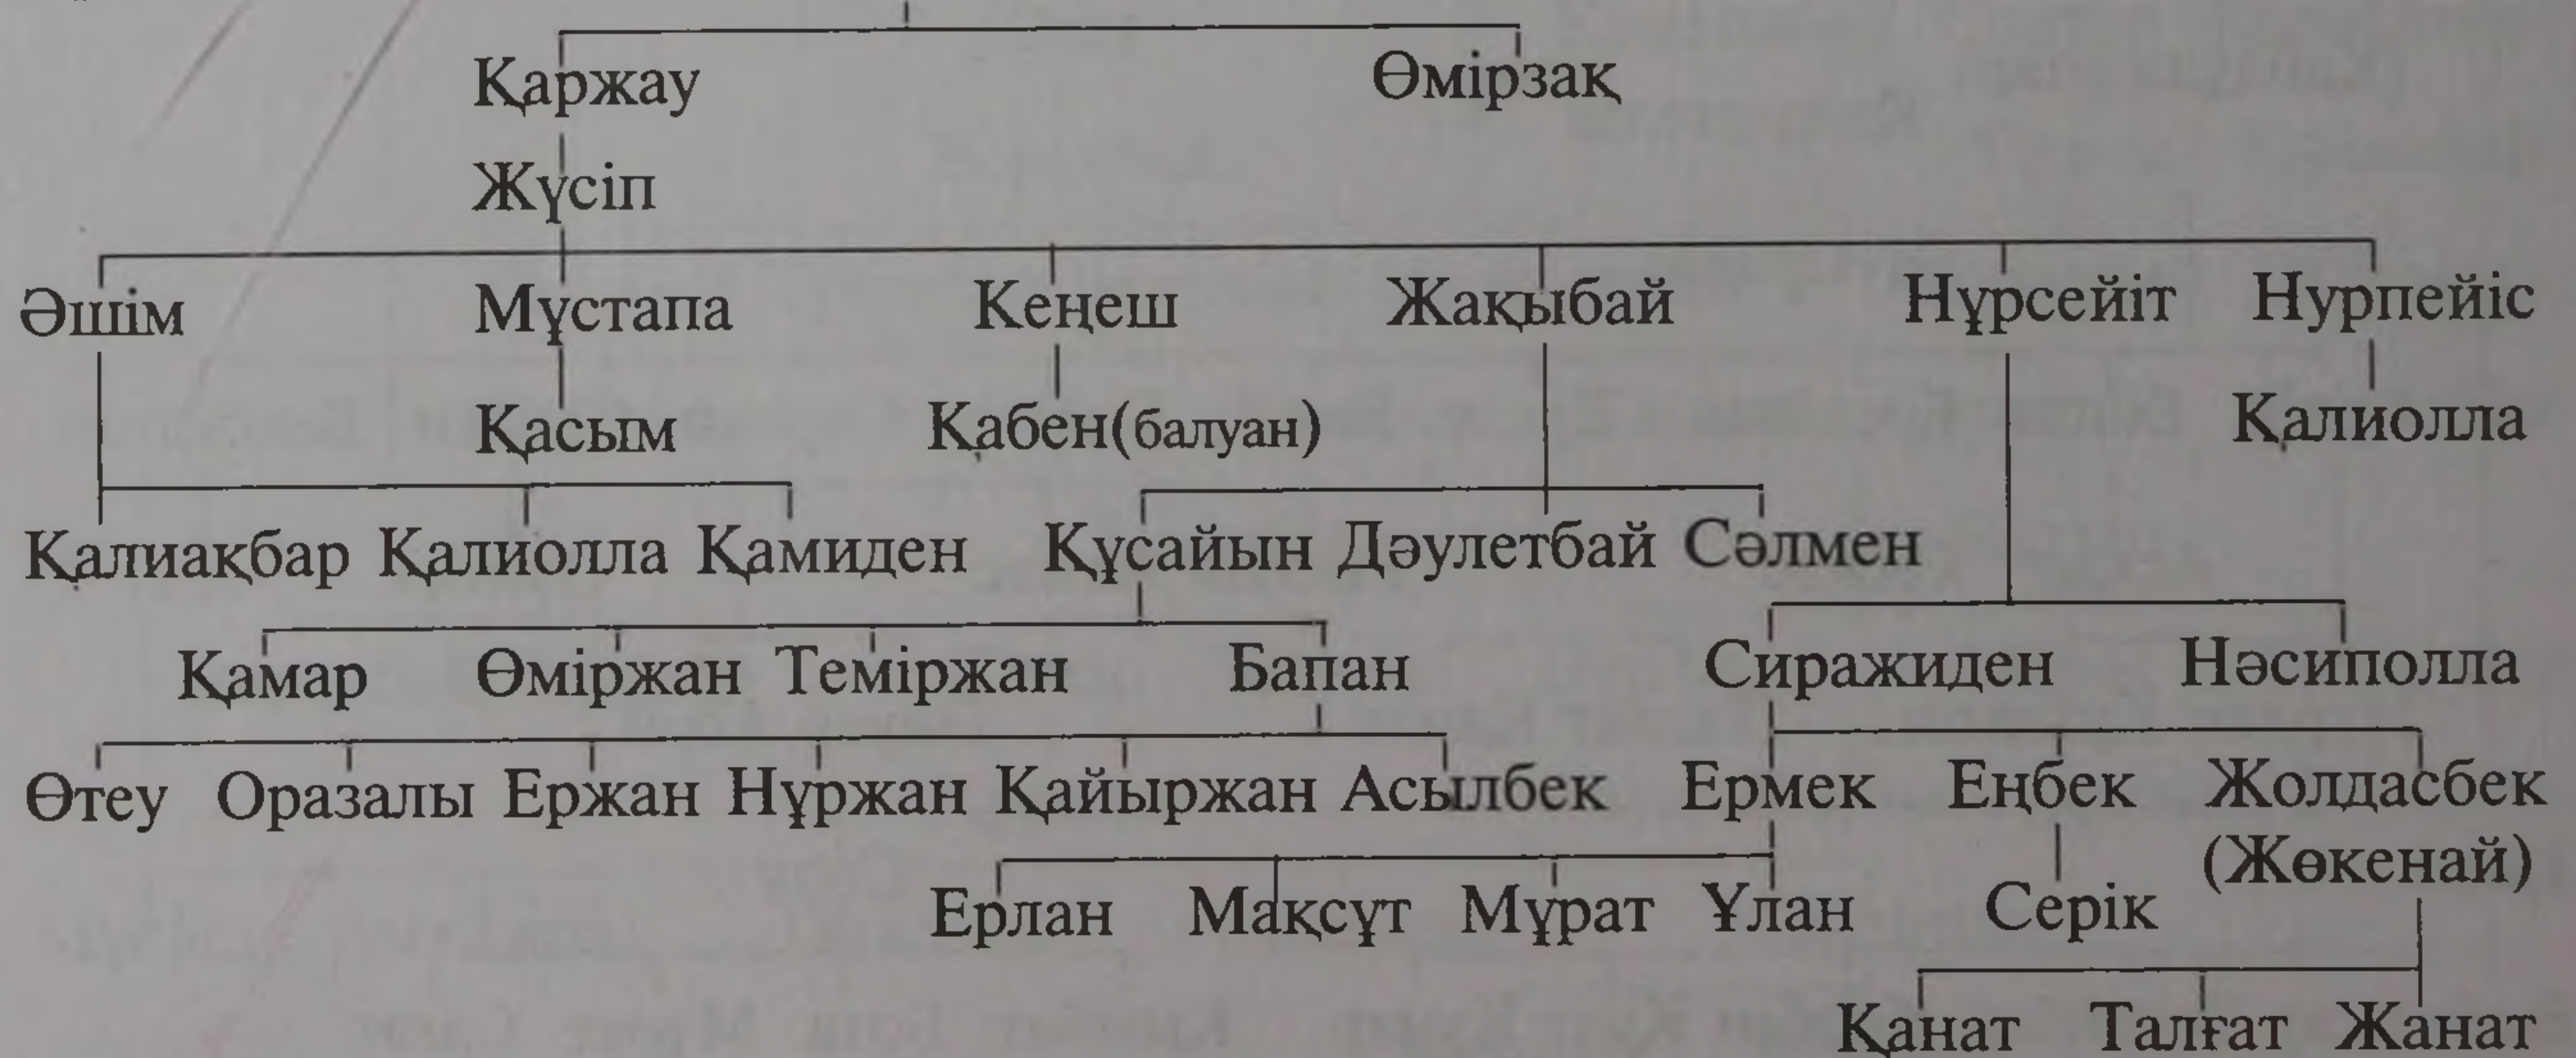 Қаржау Өмірзақ
Жүсіп
Әшім Мұстапа Кеңеш Жақыбай Нұрсейіт Нурпейіс
Қасым Қабен(балуан) Қалиолла
Қалиақбар Қалиолла Қамиден Құсайын Дәулетбай Сәлмен
Қамар Өміржан Теміржан Бапан Сиражиден Нәсиполла
Өтеу Оразалы Ержан Нұржан Қайыржан Асылбек Ермек Еңбек Жолдасбек
(Жөкенай)
Ерлан Мақсұт Мұрат Ұлан Серік
Қанат Талғат Жанат